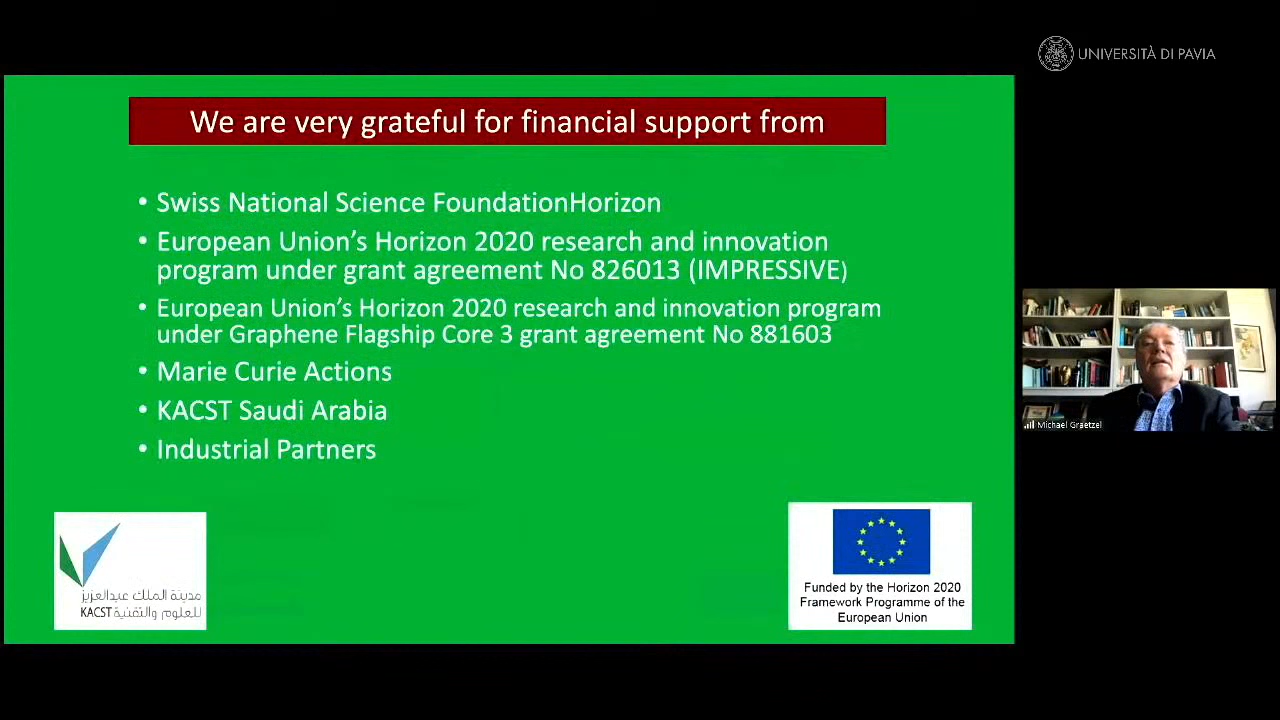 UNIVERSITÀ DI PAVIA
We are very grateful for financial support from
• Swiss National Science FoundationHorizon
• European Union’s Horizon 2020 research and innovation
program under grant agreement No 826013 (IMPRESSIVE)
• European Union’s Horizon 2020 research and innovation program
under Graphene Flagship Core 3 grant agreement No 881603
• Marie Curie Actions
• KACST Saudi Arabia
• Industrial Partners
Michael Graetzel
مدينة الملك عبدالعزيز
للعلوم والتقنية KACST
Funded by the Horizon 2020
Framework Programme of the
European Union